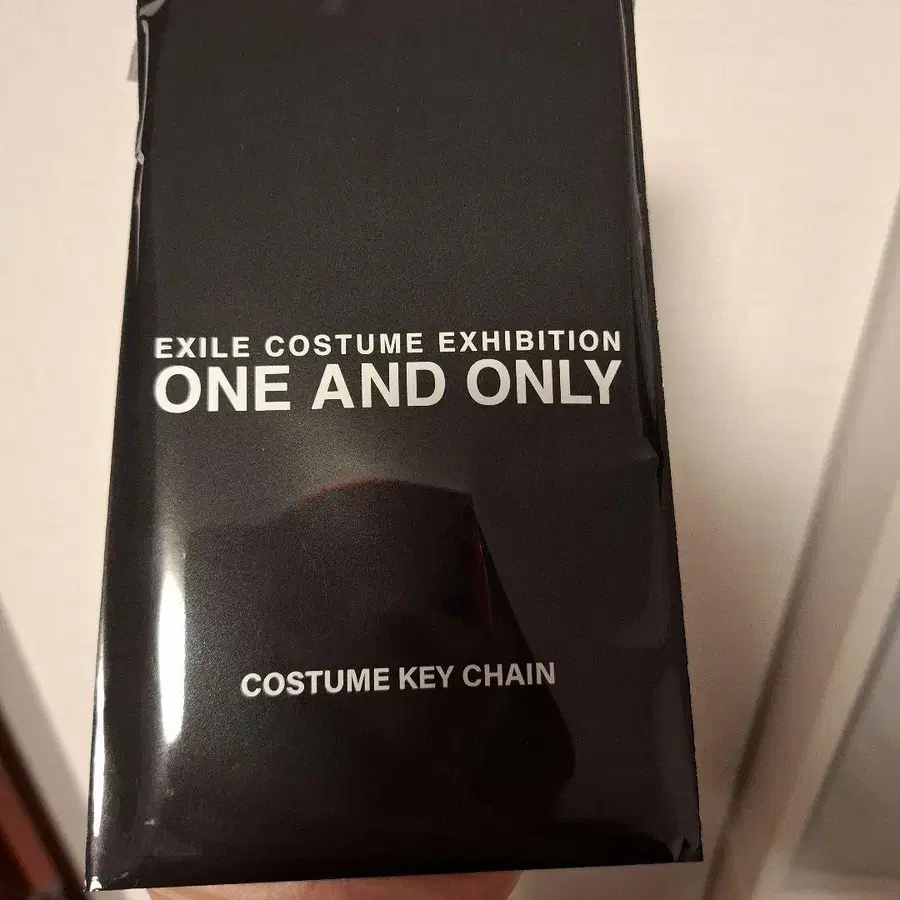 EXILE COSTUME EXHIBITION
ONE AND ONLY
COSTUME KEY CHAIN